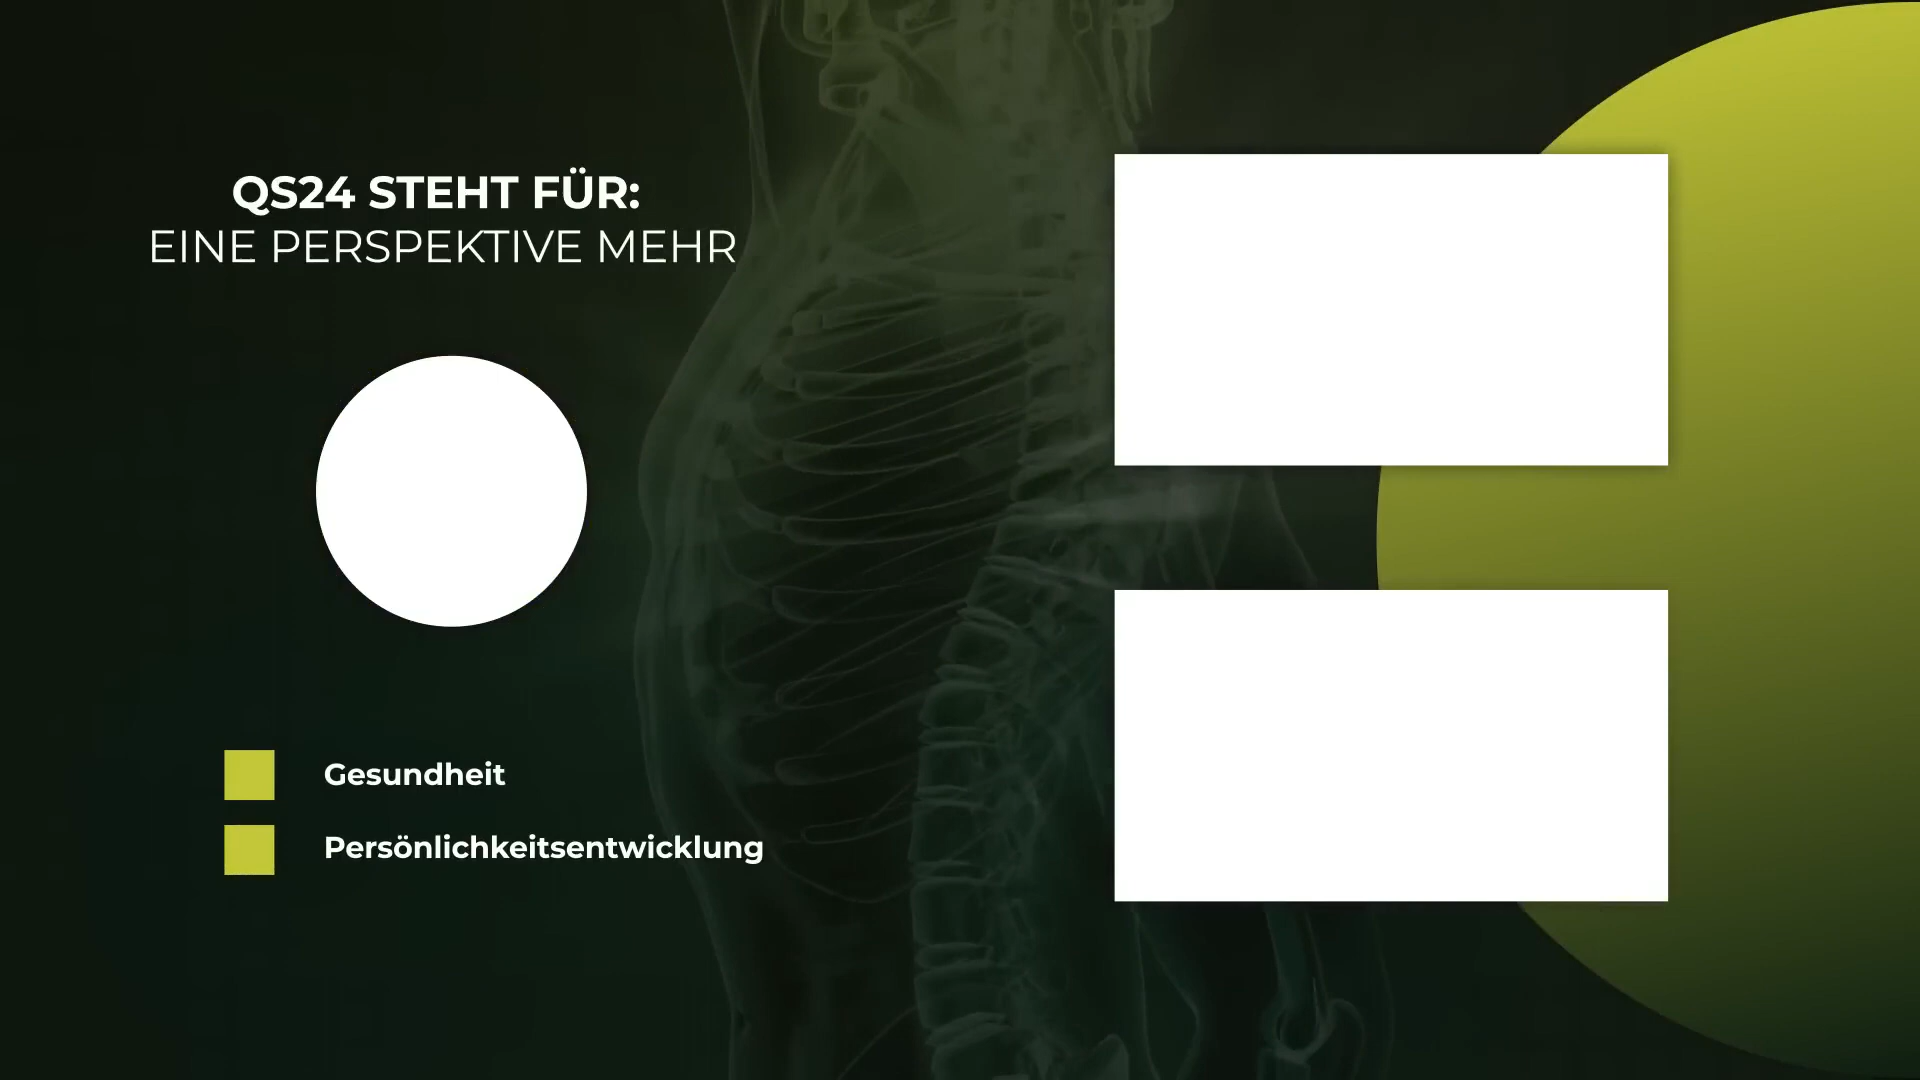 QS24 STEHT FÜR:
EINE PERSPEKTIVE MEHR
Gesundheit
Persönlichkeitsentwicklung